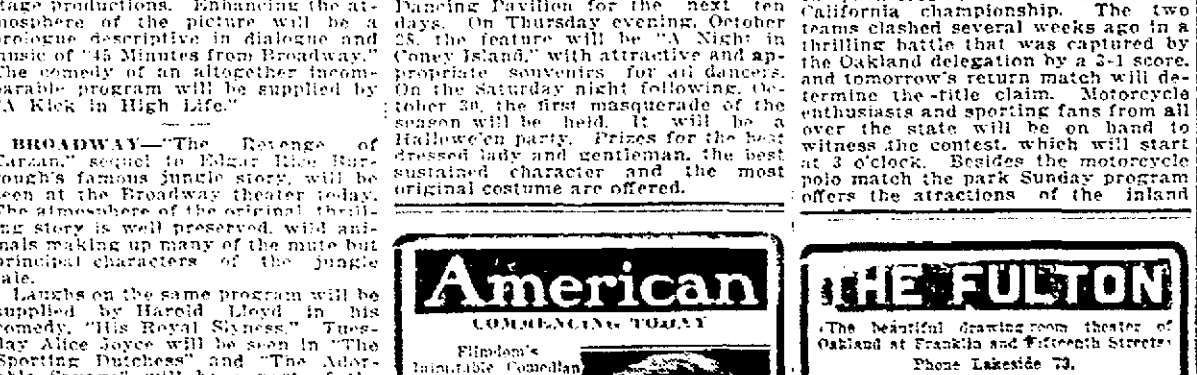 tage productions. Enhancing the at-
mosphere of the picture will be a
prologue descriptive in dialogue and
music of "45 Minutes from Broadway."
The comedy of an altogether incom-
parable program will be supplied by
"A Kick in High Life."
BROADWAY—"The Revenge of
Tarzan," sequel to Edgar Rice Bur-
rough's famous jungle story, will be
seen at the Broadway theater today.
The atmosphere of the original thrill-
ing story is well preserved, wild ani-
mals making up many of the mute but
principal characters of the jungle
tale.
Laughs on the same program will be
supplied by Harold Lloyd in his
comedy, "His Royal Slyness." Tues-
day Alice Joyce will be seen in "The
Sporting Dutchess" and "The Ador-
Dancing Pavilion for the next ten
days. On Thursday evening, October
28, the feature will be "A Night in
Coney Island," with attractive and ap-
propriate souvenirs for all dancers.
On the Saturday night following, Oc-
tober 30, the first masquerade of the
season will be held. It will be a
Hallowe'en party. Prizes for the best
dressed lady and gentleman, the best
sustained character and the most
original costume are offered.
American
COMMENCING TODAY
Filmdom's
Inimitable Comedian
California championship. The two
teams clashed several weeks ago in a
thrilling battle that was captured by
the Oakland delegation by a 3-1 score,
and tomorrow's return match will de-
termine the title claim. Motorcycle
enthusiasts and sporting fans from all
over the state will be on hand to
witness the contest, which will start
at 3 o'clock. Besides the motorcycle
polo match the park Sunday program
offers the atractions of the inland
THE FULTON
The beautiful drawing room theater of
Oakland at Franklin and Fifteenth Streets
Phone Lakeside 73.